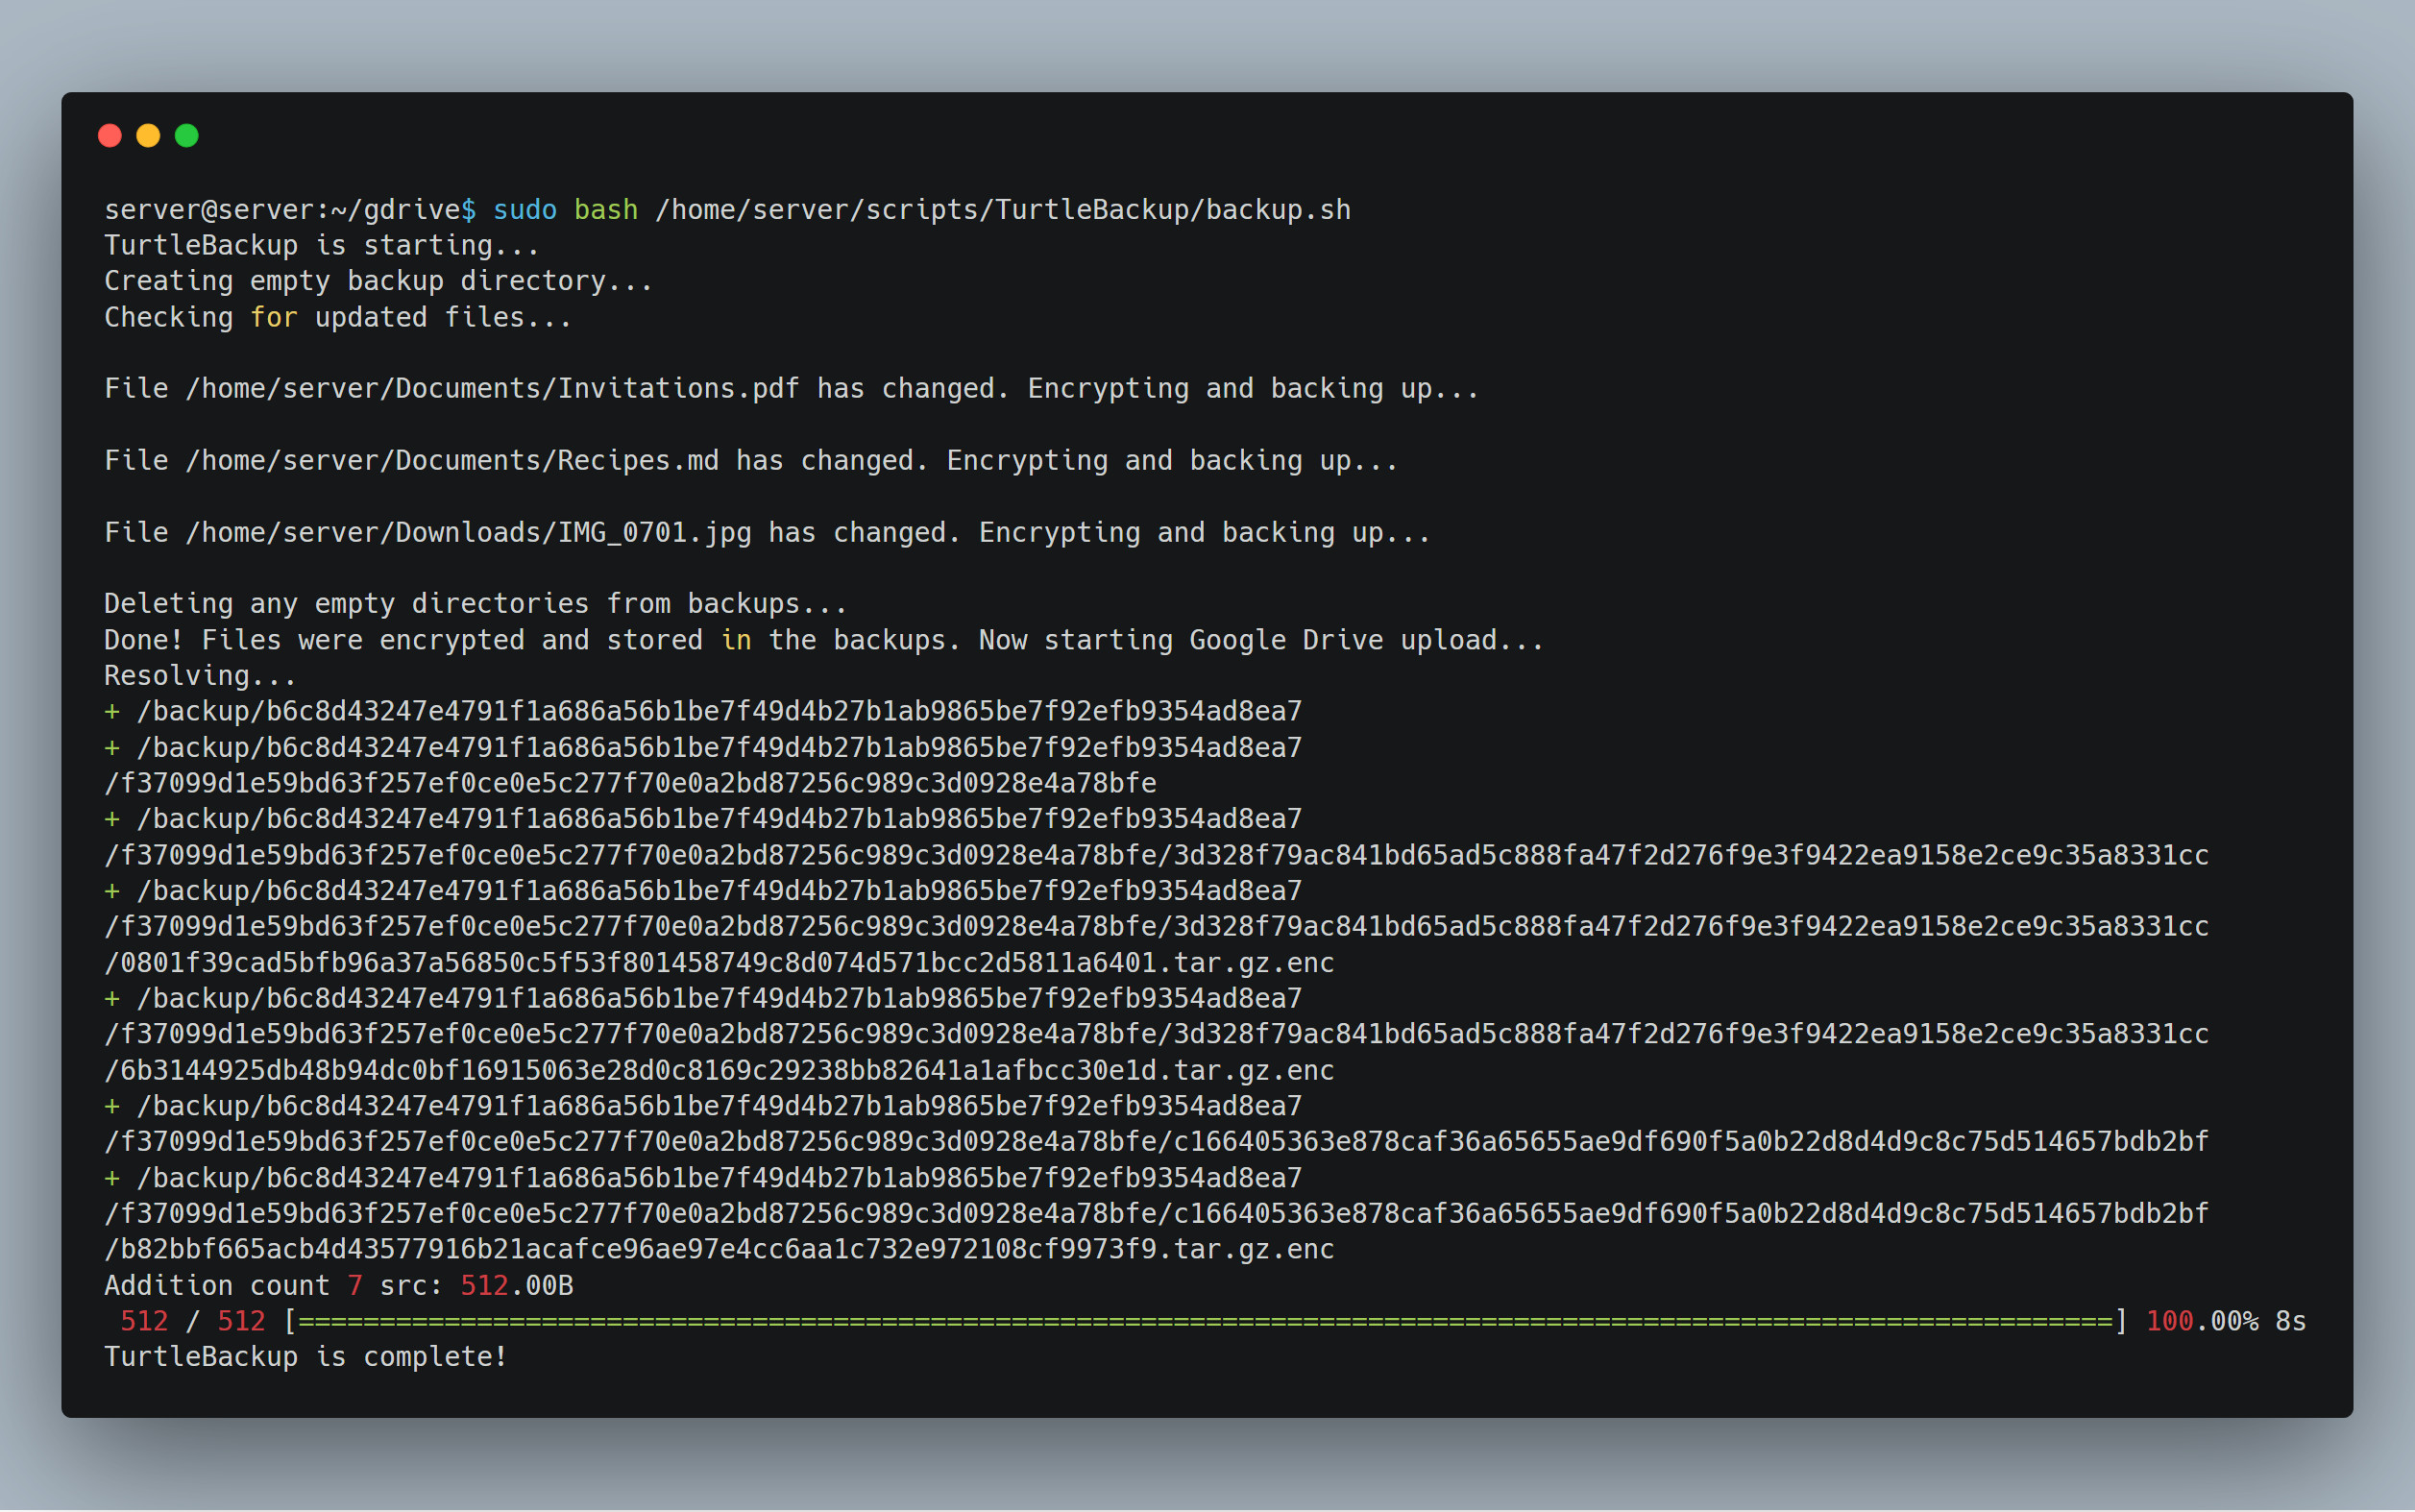 server@server:~/gdrive$ sudo bash /home/server/scripts/TurtleBackup/backup.sh
TurtleBackup is starting...
Creating empty backup directory...
Checking for updated files...
File /home/server/Documents/Invitations.pdf has changed. Encrypting and backing up...
File /home/server/Documents/Recipes.md has changed. Encrypting and backing up...
File /home/server/Downloads/IMG_0701.jpg has changed. Encrypting and backing up...
Deleting any empty directories from backups...
Done! Files were encrypted and stored in the backups. Now starting Google Drive upload...
Resolving...
+ /backup/b6c8d43247e4791f1a686a56b1be7f49d4b27b1ab9865be7f92efb9354ad8ea7
+ /backup/b6c8d43247e4791f1a686a56b1be7f49d4b27b1ab9865be7f92efb9354ad8ea7
/f37099d1e59bd63f257ef0ce0e5c277f70e0a2bd87256c989c3d0928e4a78bfe
+ /backup/b6c8d43247e4791f1a686a56b1be7f49d4b27b1ab9865be7f92efb9354ad8ea7
/f37099d1e59bd63f257ef0ce0e5c277f70e0a2bd87256c989c3d0928e4a78bfe/3d328f79ac841bd65ad5c888fa47f2d276f9e3f9422ea9158e2ce9c35a8331cc
+ /backup/b6c8d43247e4791f1a686a56b1be7f49d4b27b1ab9865be7f92efb9354ad8ea7
/f37099d1e59bd63f257ef0ce0e5c277f70e0a2bd87256c989c3d0928e4a78bfe/3d328f79ac841bd65ad5c888fa47f2d276f9e3f9422ea9158e2ce9c35a8331cc
/0801f39cad5bfb96a37a56850c5f53f801458749c8d074d571bcc2d5811a6401.tar.gz.enc
+ /backup/b6c8d43247e4791f1a686a56b1be7f49d4b27b1ab9865be7f92efb9354ad8ea7
/f37099d1e59bd63f257ef0ce0e5c277f70e0a2bd87256c989c3d0928e4a78bfe/3d328f79ac841bd65ad5c888fa47f2d276f9e3f9422ea9158e2ce9c35a8331cc
/6b3144925db48b94dc0bf16915063e28d0c8169c29238bb82641a1afbcc30e1d.tar.gz.enc
+ /backup/b6c8d43247e4791f1a686a56b1be7f49d4b27b1ab9865be7f92efb9354ad8ea7
/f37099d1e59bd63f257ef0ce0e5c277f70e0a2bd87256c989c3d0928e4a78bfe/c166405363e878caf36a65655ae9df690f5a0b22d8d4d9c8c75d514657bdb2bf
+ /backup/b6c8d43247e4791f1a686a56b1be7f49d4b27b1ab9865be7f92efb9354ad8ea7
/f37099d1e59bd63f257ef0ce0e5c277f70e0a2bd87256c989c3d0928e4a78bfe/c166405363e878caf36a65655ae9df690f5a0b22d8d4d9c8c75d514657bdb2bf
/b82bbf665acb4d43577916b21acafce96ae97e4cc6aa1c732e972108cf9973f9.tar.gz.enc
Addition count 7 src: 512.00B
512 / 512 [================================================================================================================] 100.00% 8s
TurtleBackup is complete!